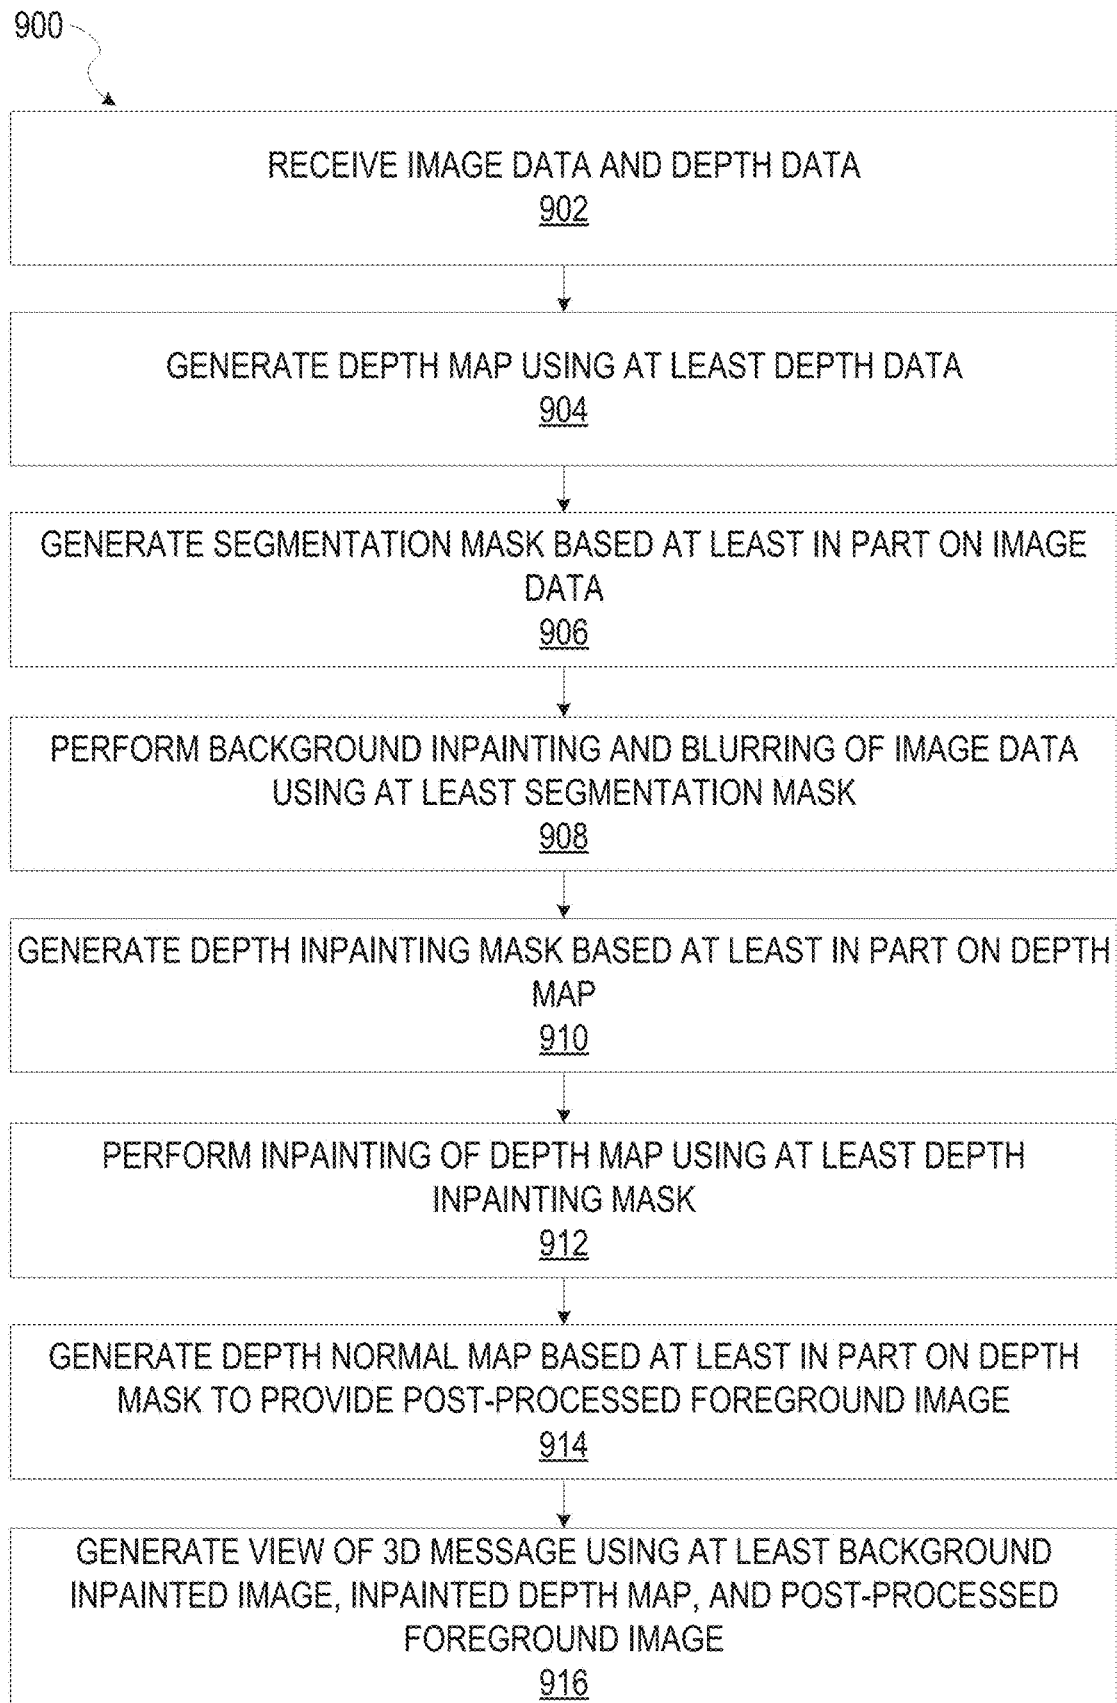 900
RECEIVE IMAGE DATA AND DEPTH DATA
902
GENERATE DEPTH MAP USING AT LEAST DEPTH DATA
904
GENERATE SEGMENTATION MASK BASED AT LEAST IN PART ON IMAGE
DATA
906
PERFORM BACKGROUND INPAINTING AND BLURRING OF IMAGE DATA
USING AT LEAST SEGMENTATION MASK
908
GENERATE DEPTH INPAINTING MASK BASED AT LEAST IN PART ON DEPTH
MAP
910
PERFORM INPAINTING OF DEPTH MAP USING AT LEAST DEPTH
INPAINTING MASK
912
GENERATE DEPTH NORMAL MAP BASED AT LEAST IN PART ON DEPTH
MASK TO PROVIDE POST-PROCESSED FOREGROUND IMAGE
914
GENERATE VIEW OF 3D MESSAGE USING AT LEAST BACKGROUND
INPAINTED IMAGE, INPAINTED DEPTH MAP, AND POST-PROCESSED
FOREGROUND IMAGE
916